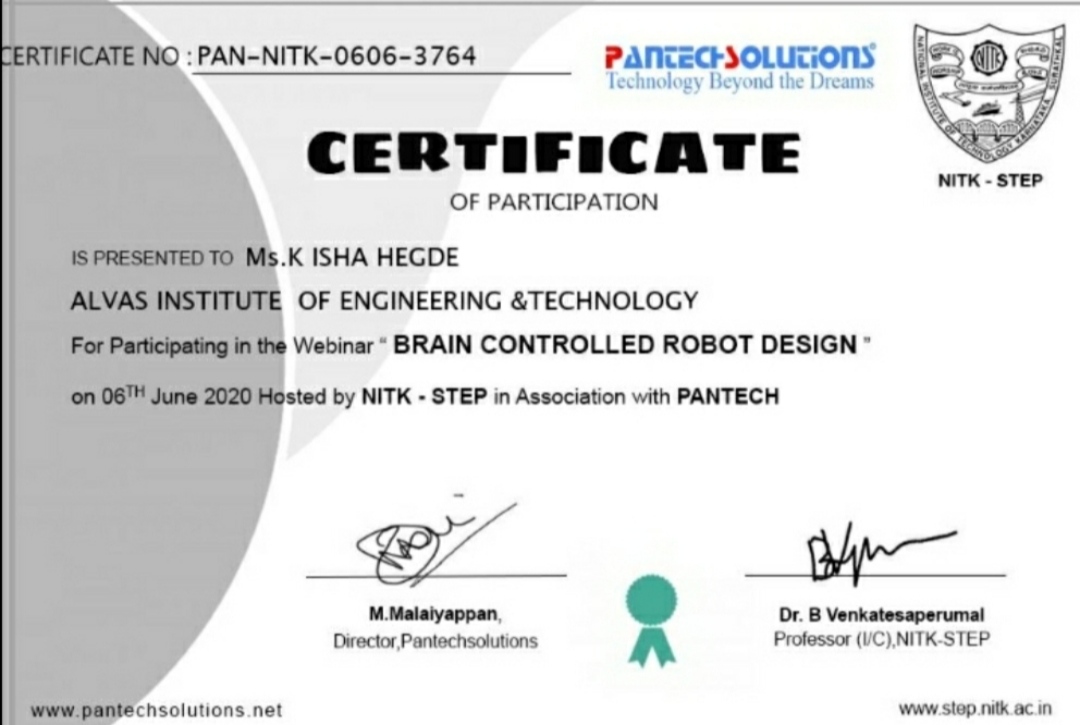 CERTIFICATE NO : PAN-NITK-0606-3764
PANTECHSOLUTIONS®
Technology Beyond the Dreams
NITK
NATIONAL INSTITUTE OF TECHNOLOGY KARNATAKA SURATHKAL
NITK - STEP
CERTIFICATE
OF PARTICIPATION
IS PRESENTED TO Ms.K ISHA HEGDE
ALVAS INSTITUTE OF ENGINEERING &TECHNOLOGY
For Participating in the Webinar “ BRAIN CONTROLLED ROBOT DESIGN ”
on 06TH June 2020 Hosted by NITK - STEP in Association with PANTECH
M.Malaiyappan,
Director,Pantechsolutions
Dr. B Venkatesaperumal
Professor (I/C),NITK-STEP
www.pantechsolutions.net
www.step.nitk.ac.in